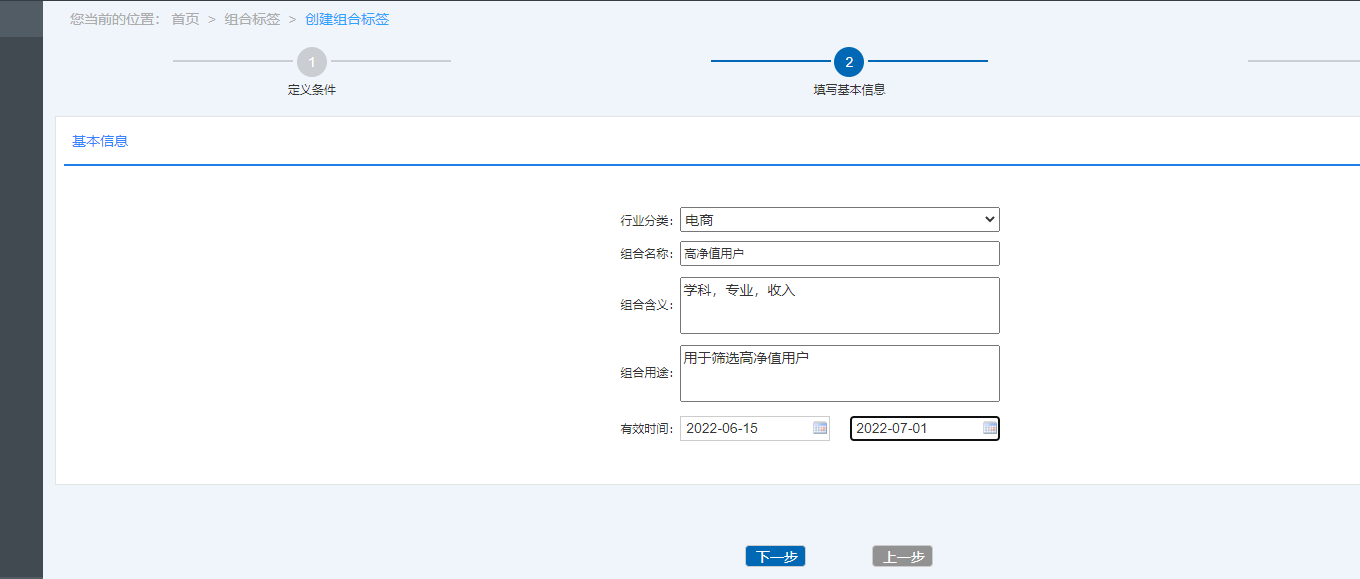 您当前的位置： 首页 > 组合标签 > 创建组合标签
1
2
定义条件
填写基本信息
基本信息
行业分类： 电商
组合名称： 高净值用户
组合含义： 学科，专业，收入
组合用途： 用于筛选高净值用户
有效时间： 2022-06-15 2022-07-01
下一步 上一步